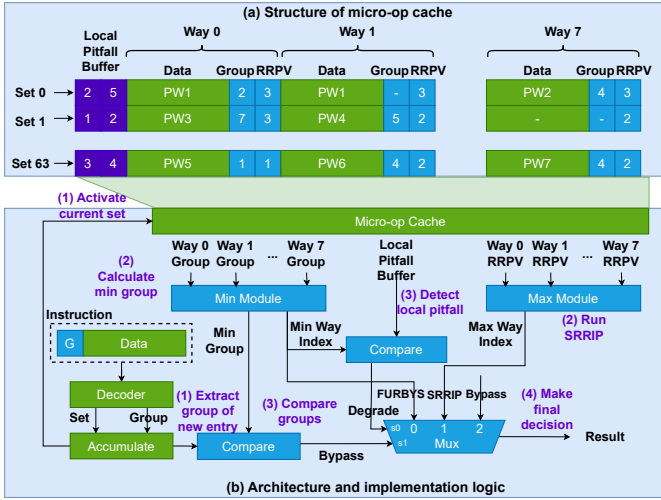 (a) Structure of micro-op cache
Way 0 Way 1 Way 7
Local
Pitfall
Buffer
Data Group RRPV Data Group RRPV Data Group RRPV
Set 0 2 5 PW1 2 3 PW1 - 3 PW2 4 3
Set 1 1 2 PW3 7 3 PW4 5 2 - - 2
Set 63 3 4 PW5 1 1 PW6 4 2 PW7 4 2
(1) Activate
current set
Micro-op Cache
Way 0 Way 1 ... Way 7
Group Group Group
Local
Pitfall
Buffer
Way 0 Way 1 ... Way 7
RRPV RRPV RRPV
(2)
Calculate
min group
Min Module
(3) Detect
local pitfall
Max Module
(2) Run
SRRIP
Instruction
G Data
Min
Group
Min Way
Index
Compare
Max Way
Index
Decoder
Set Group
(1) Extract
group of
new entry
(3) Compare
groups
Degrade
FURBYS SRRIP Bypass
(4) Make
final
decision
s0 0 1 2
s1 Mux
Accumulate
Compare
Bypass
Result
(b) Architecture and implementation logic